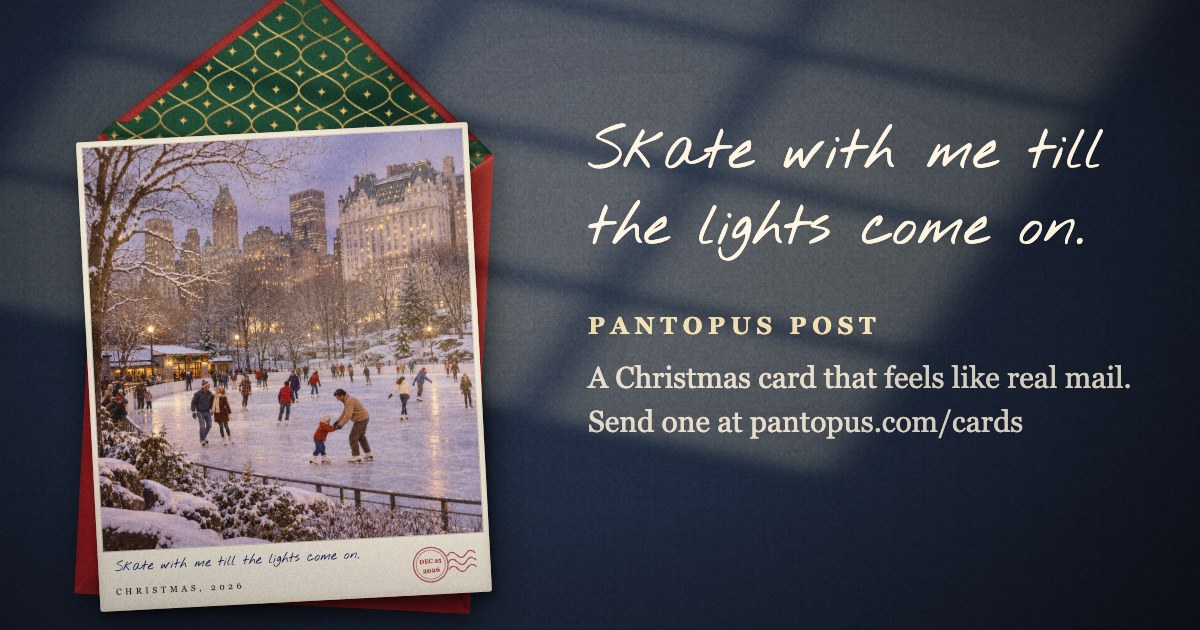 Skate with me till
the lights come on.
PANTOPUS POST
A Christmas card that feels like real mail.
Send one at pantopus.com/cards
Skate with me till the lights come on.
CHRISTMAS, 2026
DEC 25
2026